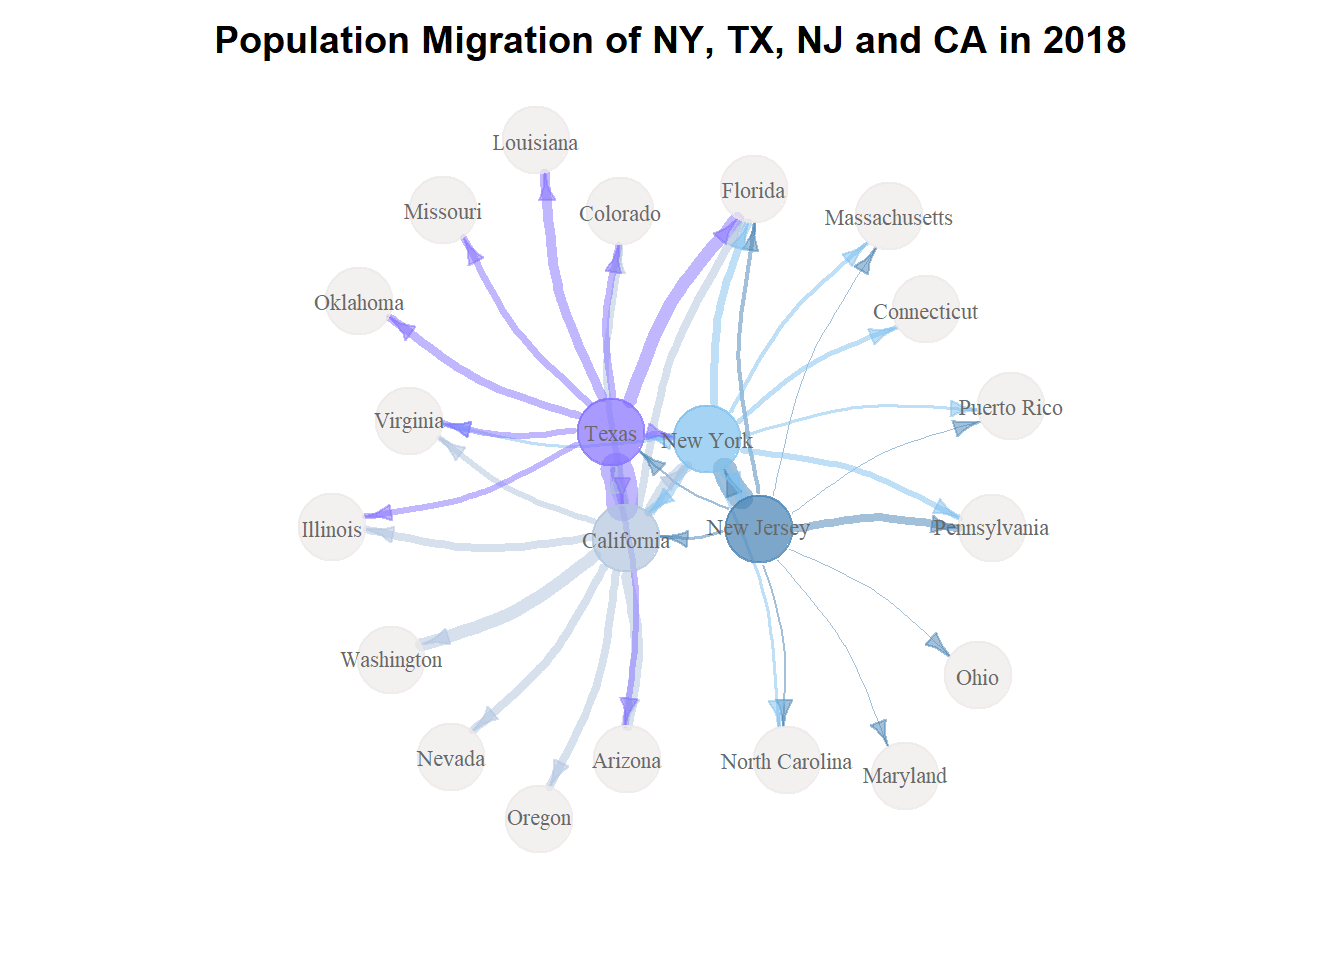 Population Migration of NY, TX, NJ and CA in 2018
Louisiana
Florida
Missouri
Colorado
Massachusetts
Oklahoma
Connecticut
Puerto Rico
Virginia
Texas
New York
Illinois
California
New Jersey
Pennsylvania
Washington
Ohio
Nevada
Arizona
North Carolina
Maryland
Oregon